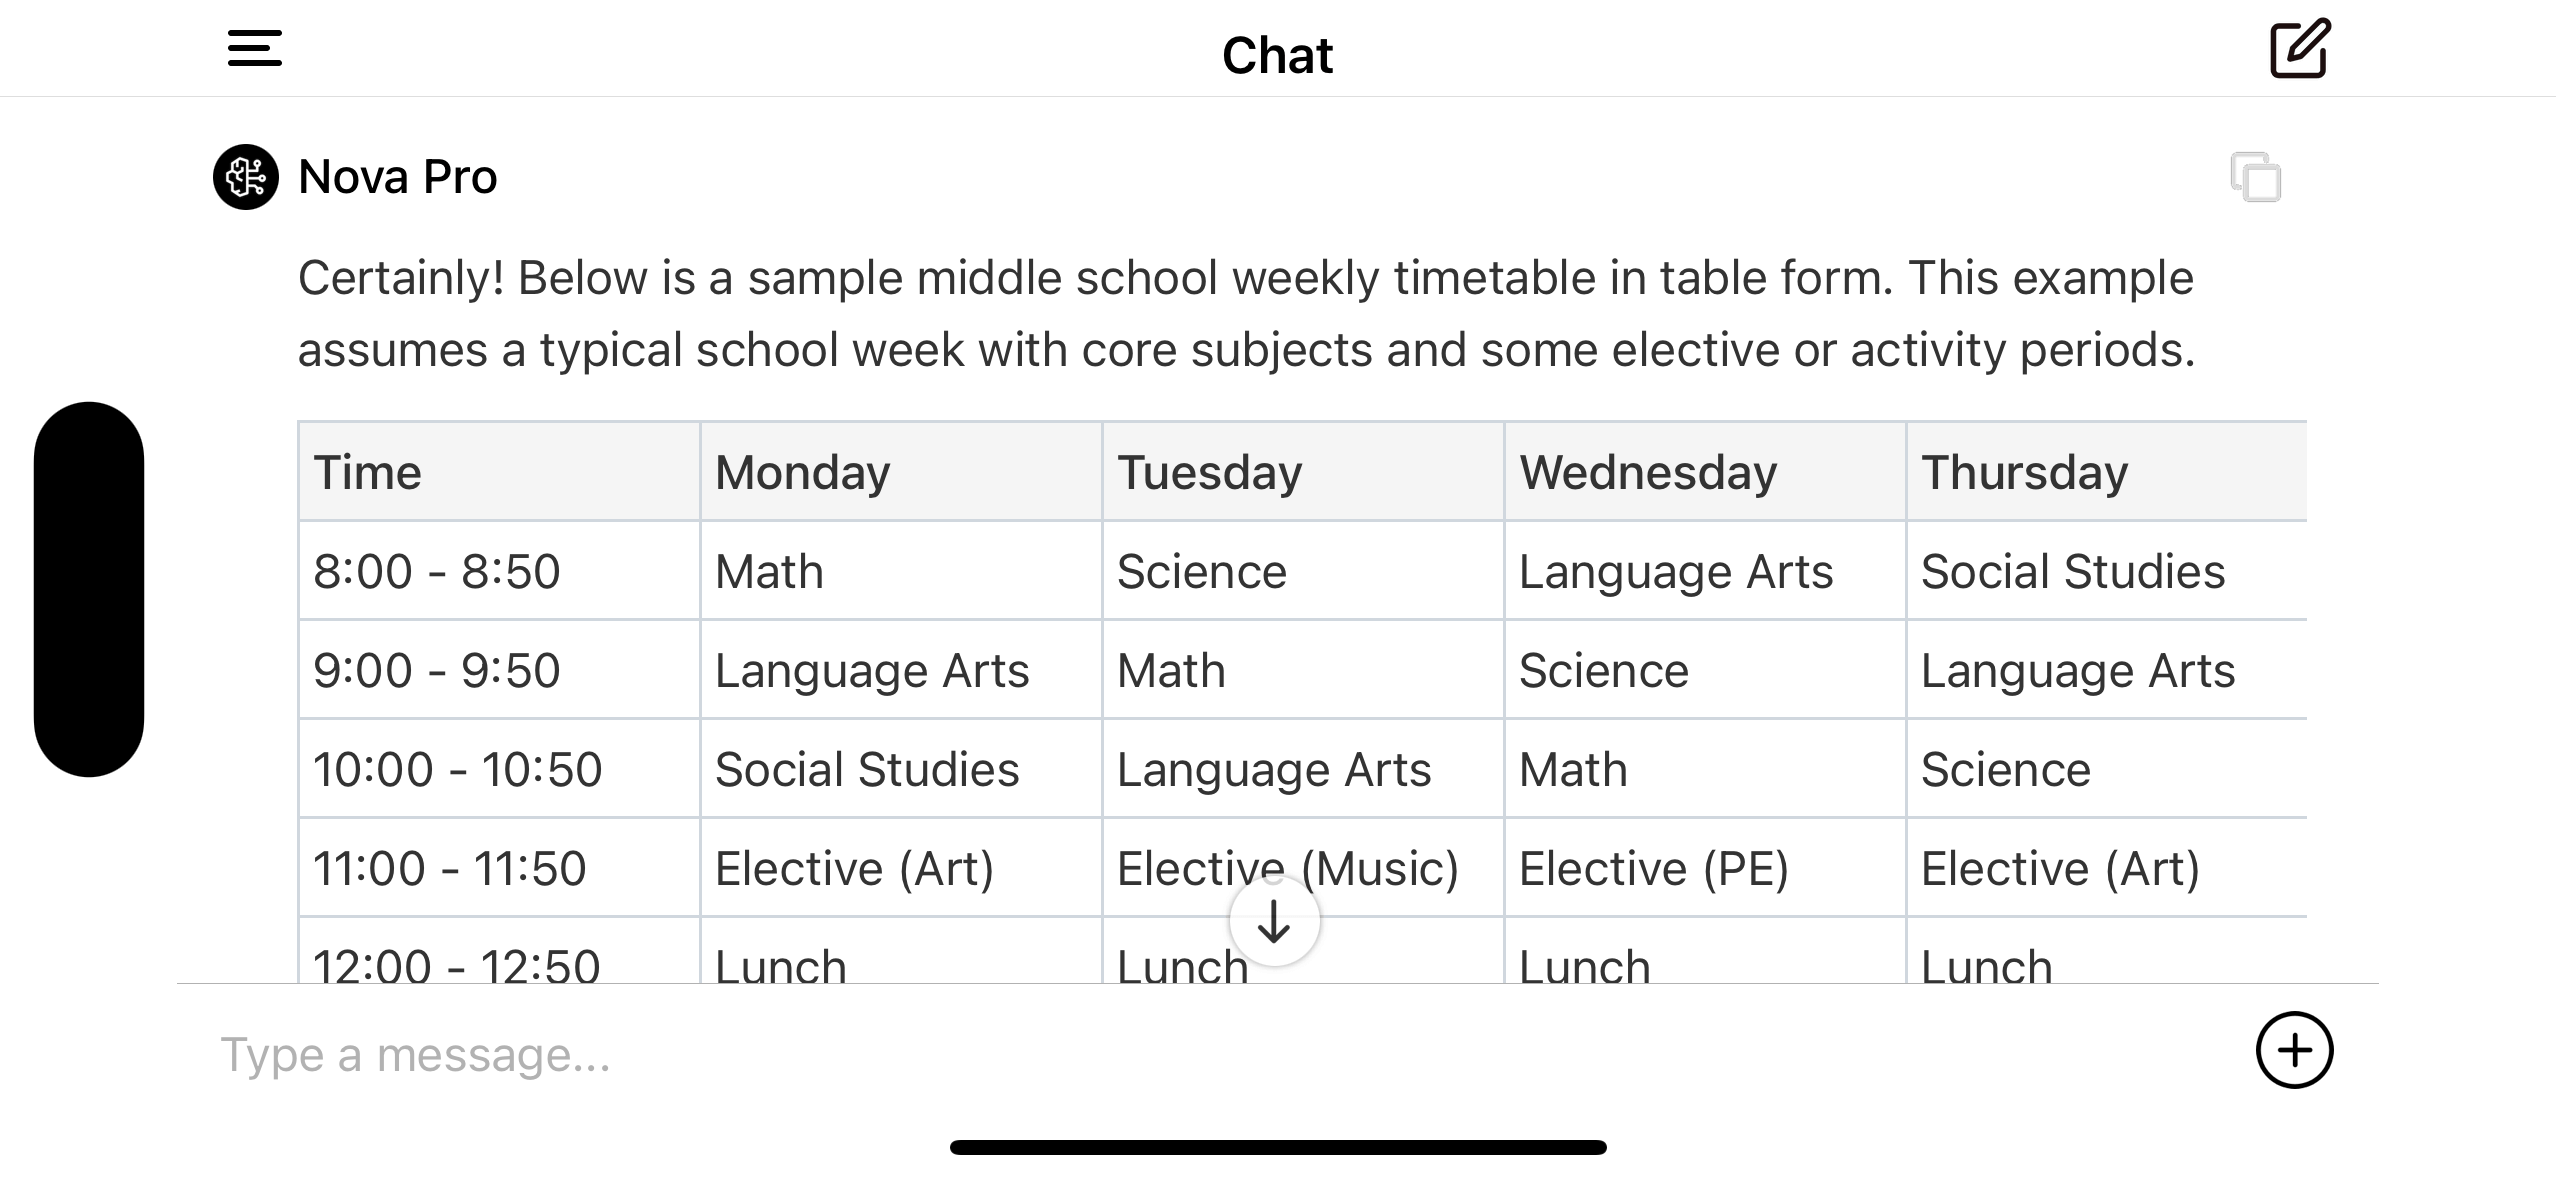 Chat
Nova Pro
Certainly! Below is a sample middle school weekly timetable in table form. This example
assumes a typical school week with core subjects and some elective or activity periods.
Time Monday Tuesday Wednesday Thursday
8:00 - 8:50 Math Science Language Arts Social Studies
9:00 - 9:50 Language Arts Math Science Language Arts
10:00 - 10:50 Social Studies Language Arts Math Science
11:00 - 11:50 Elective (Art) Elective (Music) Elective (PE) Elective (Art)
12:00 - 12:50 Lunch Lunch Lunch Lunch
Type a message...